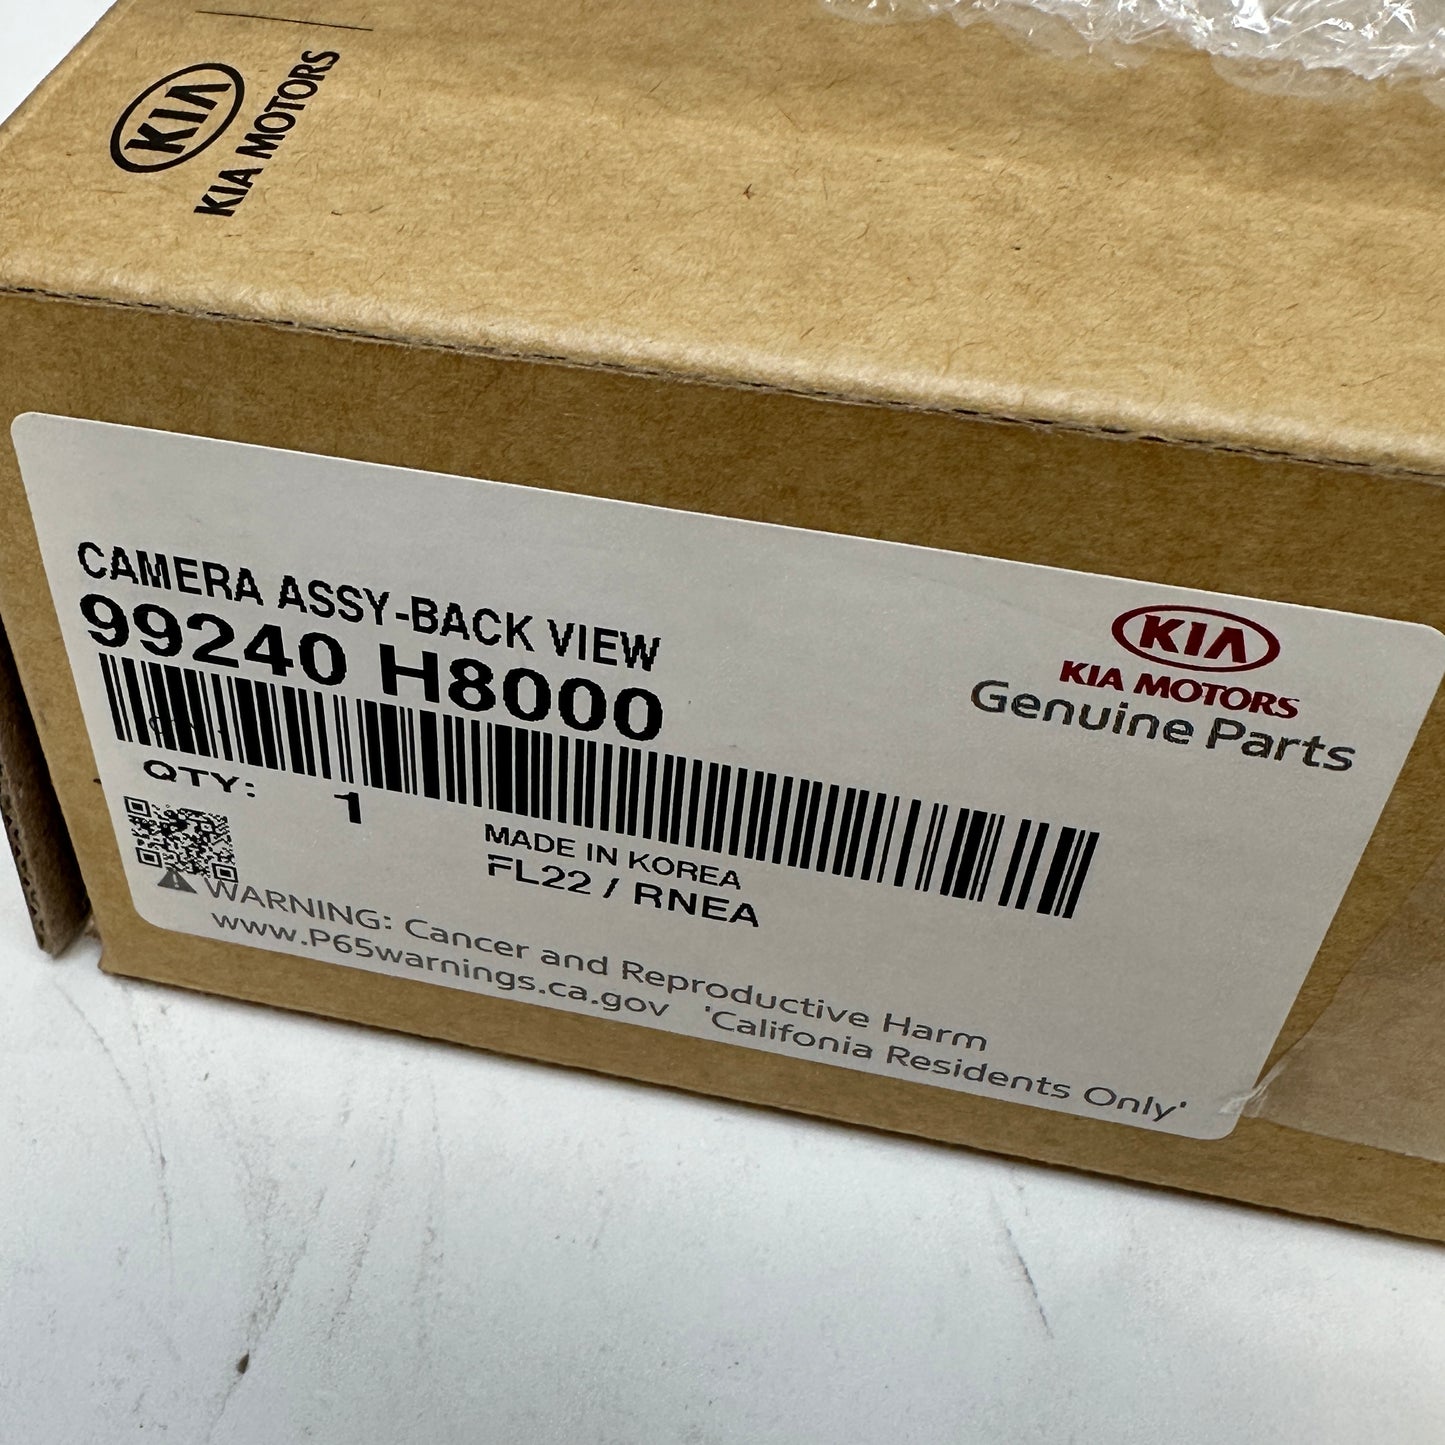 KIA
KIA MOTORS
CAMERA ASSY-BACK VIEW
99240 H8000
KIA
KIA MOTORS
Genuine Parts
QTY: 1
MADE IN KOREA
FL22 / RNEA
WARNING: Cancer and Reproductive Harm
www.P65warnings.ca.gov 'Califonia Residents Only'